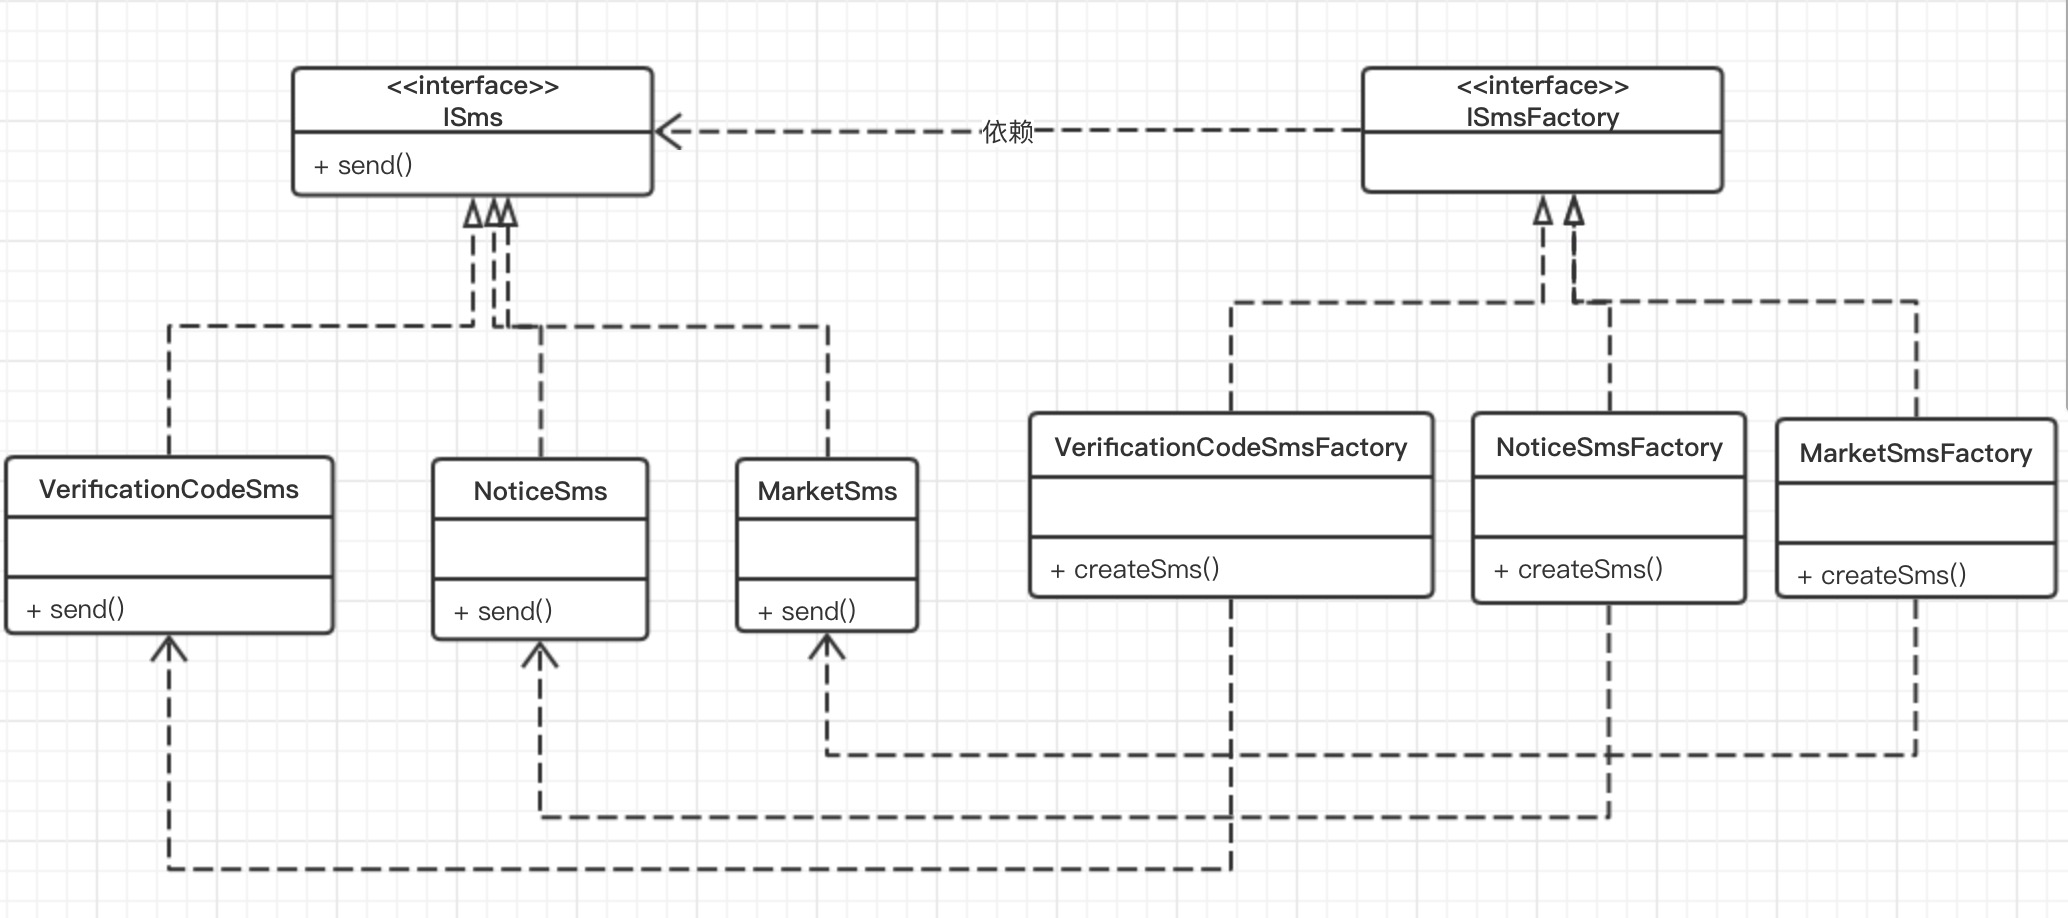 <<interface>>
ISms
+ send()
依赖
<<interface>>
ISmsFactory
VerificationCodeSms
+ send()
NoticeSms
+ send()
MarketSms
+ send()
VerificationCodeSmsFactory
+ createSms()
NoticeSmsFactory
+ createSms()
MarketSmsFactory
+ createSms()